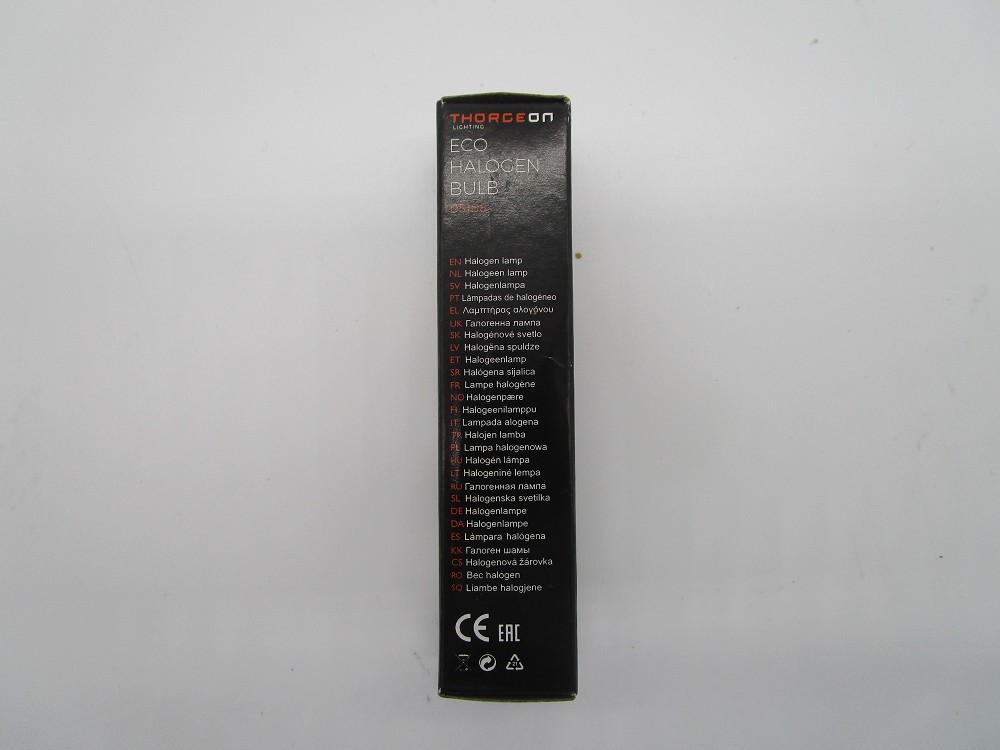 THORGEON
LIGHTING
ECO
HALOGEN
BULB
EN Halogen lamp
NL Halogeen lamp
SV Halogenlampa
PT Lâmpadas de halogéneo
EL Λαμπτήρας αλογόνου
UK Галогенна лампа
SK Halogénové svetlo
LV Halogēna spuldze
ET Halogeenlamp
SR Halógena sijalica
FR Lampe halogène
NO Halogenpære
FI Halogeenilamppu
IT Lampada alogena
TR Halojen lamba
PL Lampa halogenowa
HU Halogén lámpa
LT Halogeninė lempa
RU Галогенная лампа
SL Halogenska svetilka
DE Halogenlampe
DA Halogenlampe
ES Lámpara halógena
KK Галоген шамы
CS Halogenová žárovka
RO Bec halogen
SQ Liambe halogjene
CE EAC
21